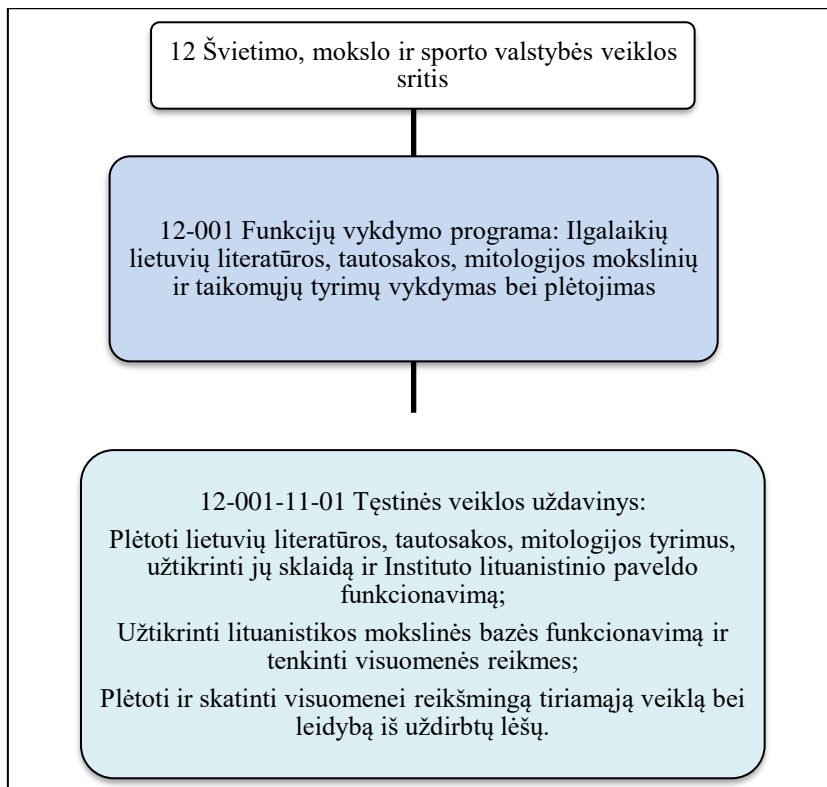 12 Švietimo, mokslo ir sporto valstybės veiklos
sritis
12-001 Funkcijų vykdymo programa: Ilgalaikių
lietuvių literatūros, tautosakos, mitologijos mokslinių
ir taikomųjų tyrimų vykdymas bei plėtojimas
12-001-11-01 Tęstinės veiklos uždavinys:
Plėtoti lietuvių literatūros, tautosakos, mitologijos tyrimus,
užtikrinti jų sklaidą ir Instituto lituanistinio paveldo
funkcionavimą;
Užtikrinti lituanistikos mokslinės bazės funkcionavimą ir
tenkinti visuomenės reikmes;
Plėtoti ir skatinti visuomenei reikšmingą tiriamąją veiklą bei
leidybą iš uždirbtų lėšų.